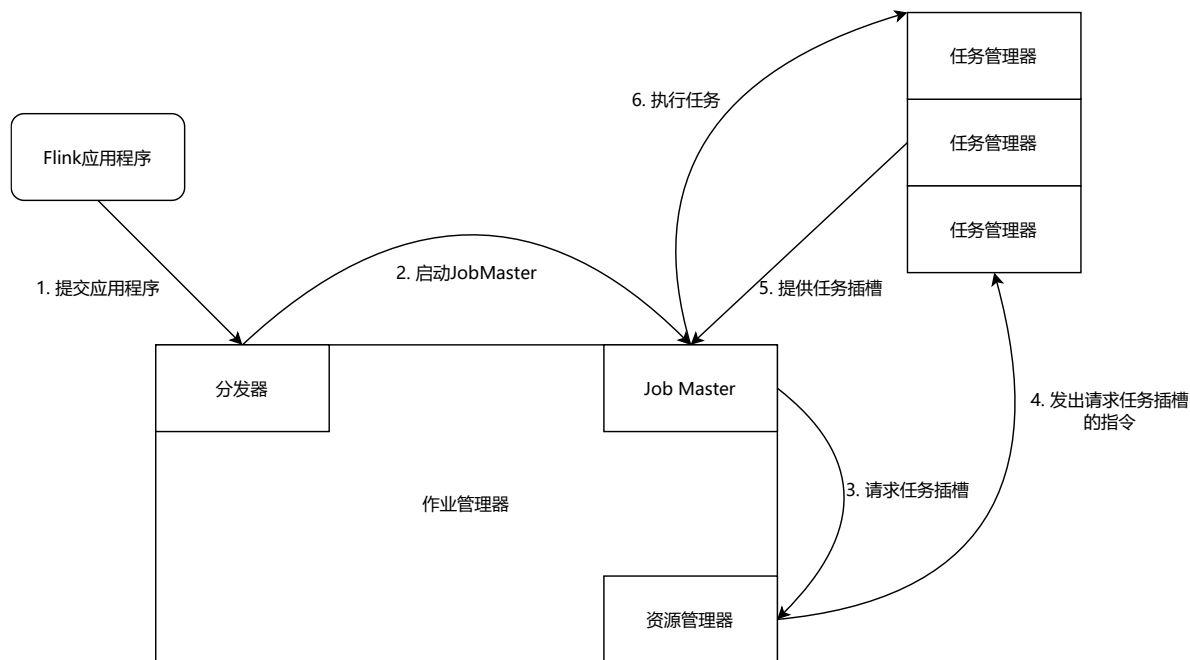 任务管理器
6. 执行任务
Flink应用程序
任务管理器
任务管理器
2. 启动JobMaster
1. 提交应用程序
5. 提供任务插槽
分发器
Job Master
4. 发出请求任务插槽
的指令
3. 请求任务插槽
作业管理器
资源管理器